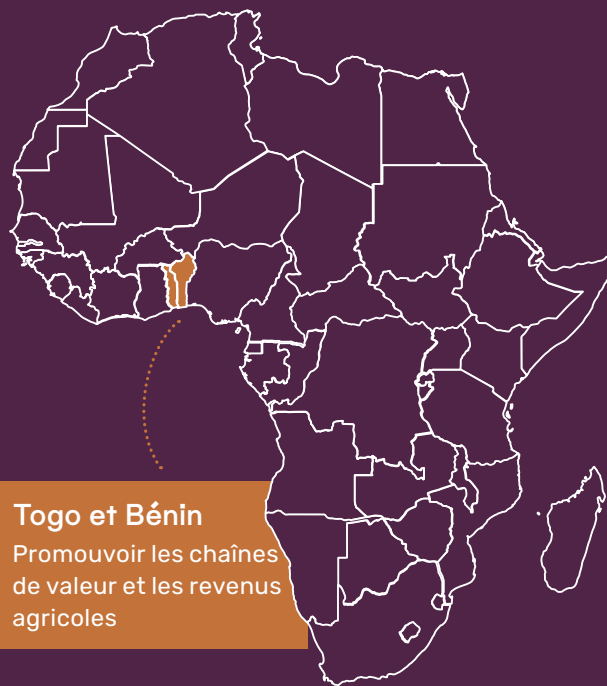 Togo et Bénin
Promouvoir les chaînes
de valeur et les revenus
agricoles